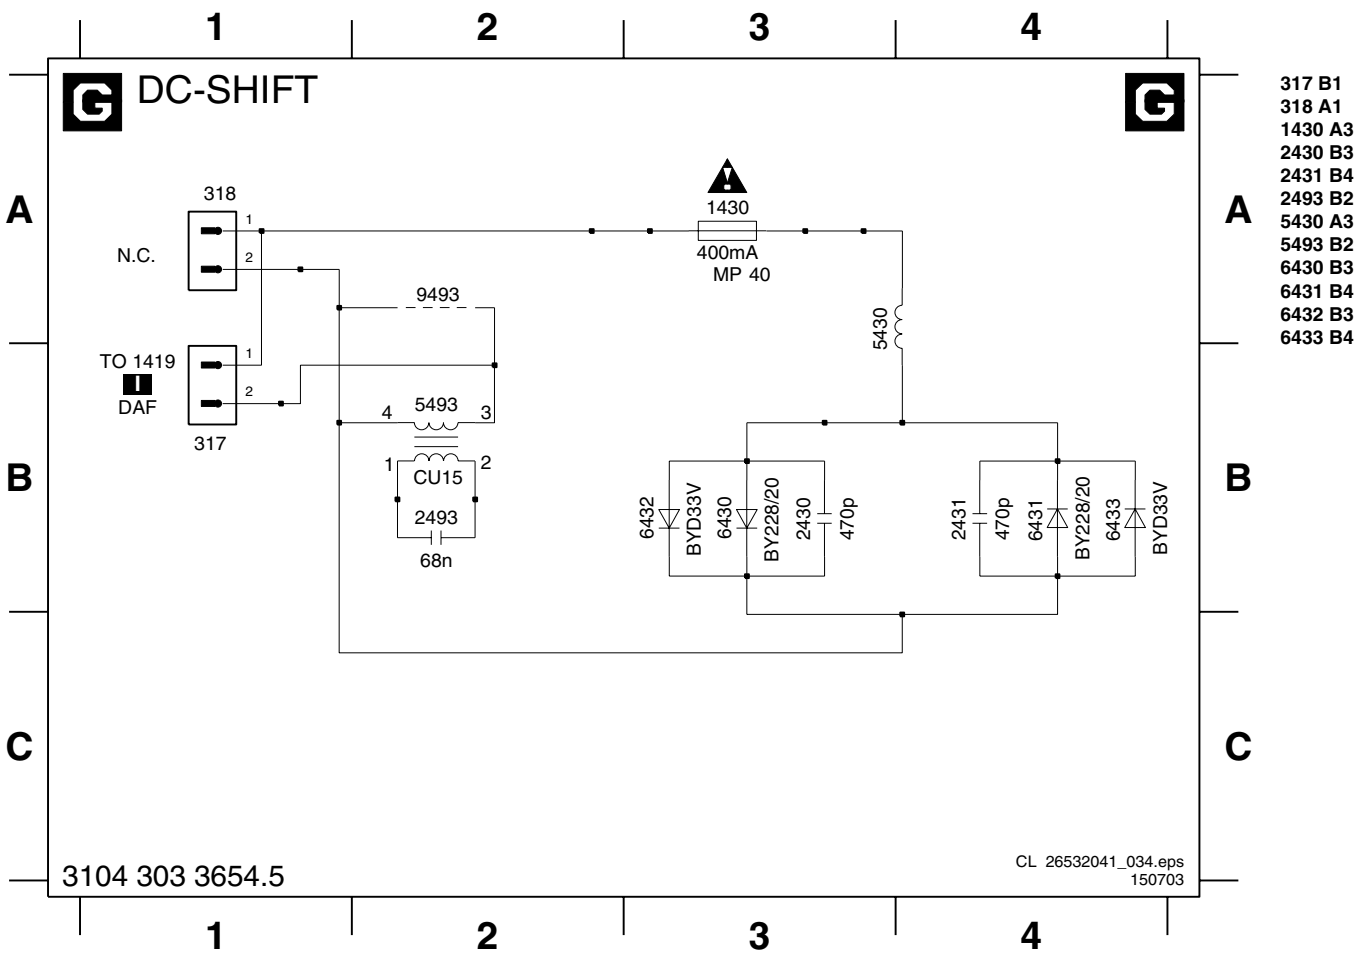 1 2 3 4
G DC-SHIFT G
317 B1
318 A1
1430 A3
2430 B3
2431 B4
2493 B2
5430 A3
5493 B2
6430 B3
6431 B4
6432 B3
6433 B4
A A
318
1
2
N.C.
1430
400mA
MP 40
9493
5430
TO 1419
I
DAF
1
2
317
4 5493 3
1 2
CU15
2493
68n
B B
6432
BYD33V
6430
BY228/20
2430
470p
2431
470p
6431
BY228/20
6433
BYD33V
C C
3104 303 3654.5
CL 26532041_034.eps
150703
1 2 3 4